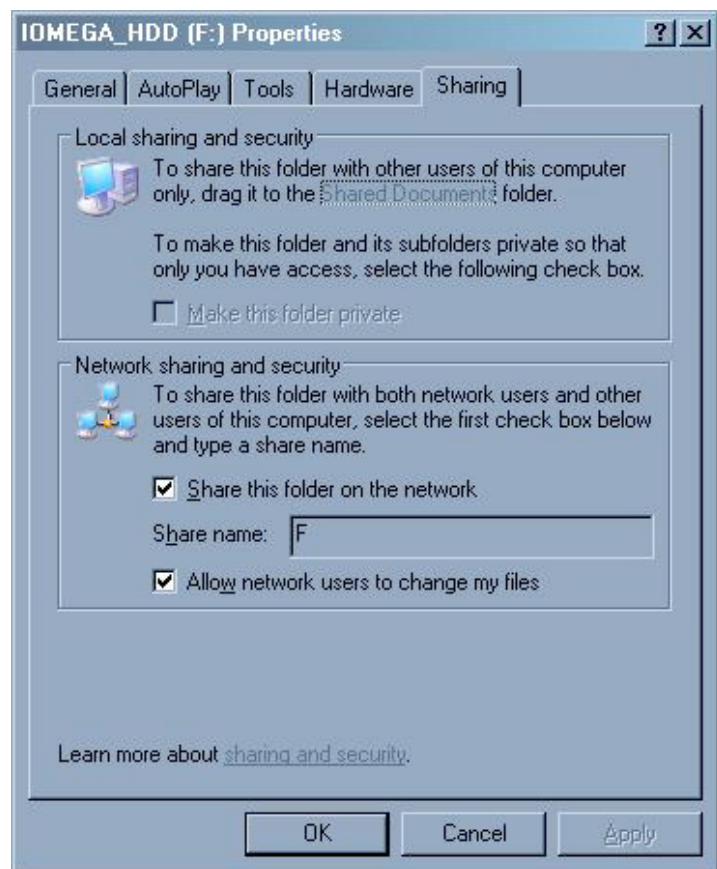 IOMEGA_HDD (F:) Properties
General AutoPlay Tools Hardware Sharing
Local sharing and security
To share this folder with other users of this computer
only, drag it to the Shared Documents folder.
To make this folder and its subfolders private so that
only you have access, select the following check box.
Make this folder private
Network sharing and security
To share this folder with both network users and other
users of this computer, select the first check box below
and type a share name.
Share this folder on the network
Share name: F
Allow network users to change my files
Learn more about sharing and security.
OK Cancel Apply